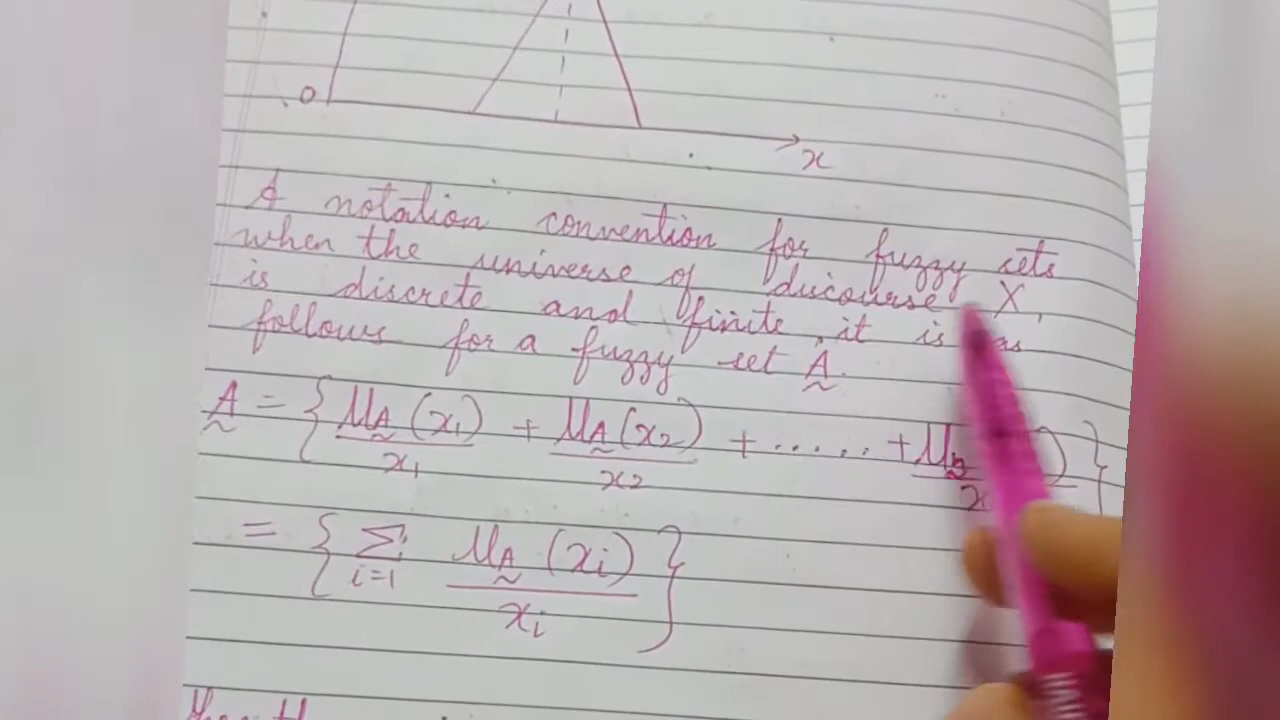 0
x
A notation convention for fuzzy sets
when the universe of discourse X,
is discrete and finite, it is as
follows for a fuzzy set A̰.
A̰ = { μA̰(x1)/x1 + μA̰(x2)/x2 + ..... + μ
= { Σ i=1 μA̰(xi)/xi }